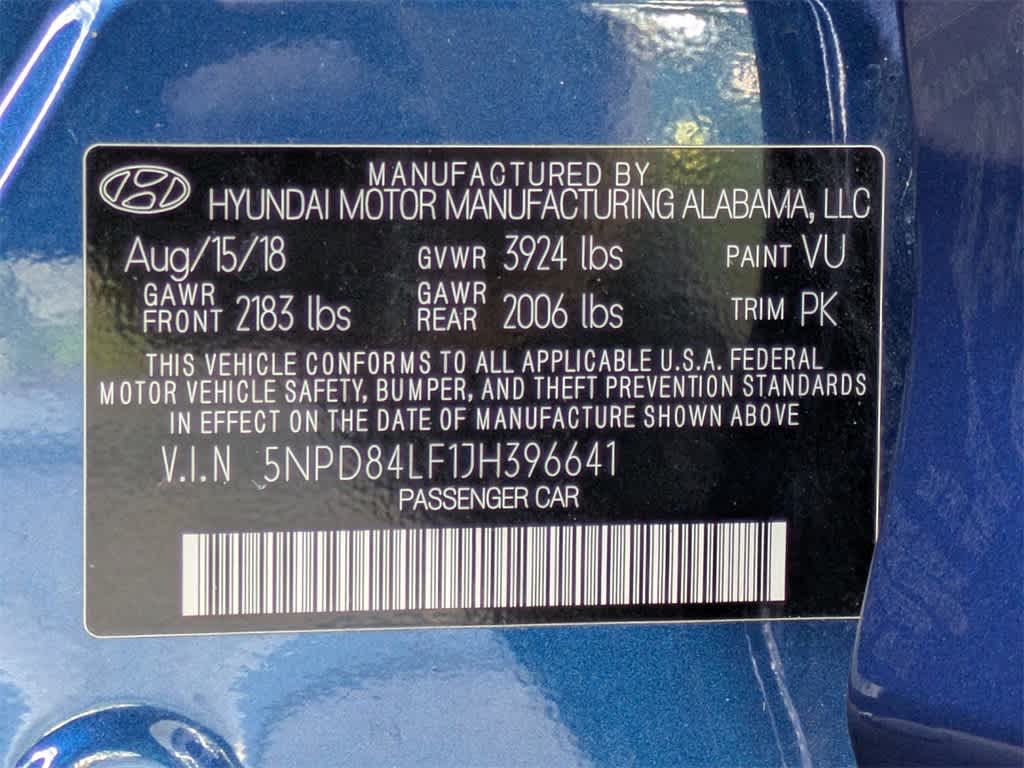 MANUFACTURED BY
HYUNDAI MOTOR MANUFACTURING ALABAMA, LLC
Aug/15/18 GVWR 3924 lbs PAINT VU
GAWR FRONT 2183 lbs GAWR REAR 2006 lbs TRIM PK
THIS VEHICLE CONFORMS TO ALL APPLICABLE U.S.A. FEDERAL
MOTOR VEHICLE SAFETY, BUMPER, AND THEFT PREVENTION STANDARDS
IN EFFECT ON THE DATE OF MANUFACTURE SHOWN ABOVE
V.I.N 5NPD84LF1JH396641
PASSENGER CAR